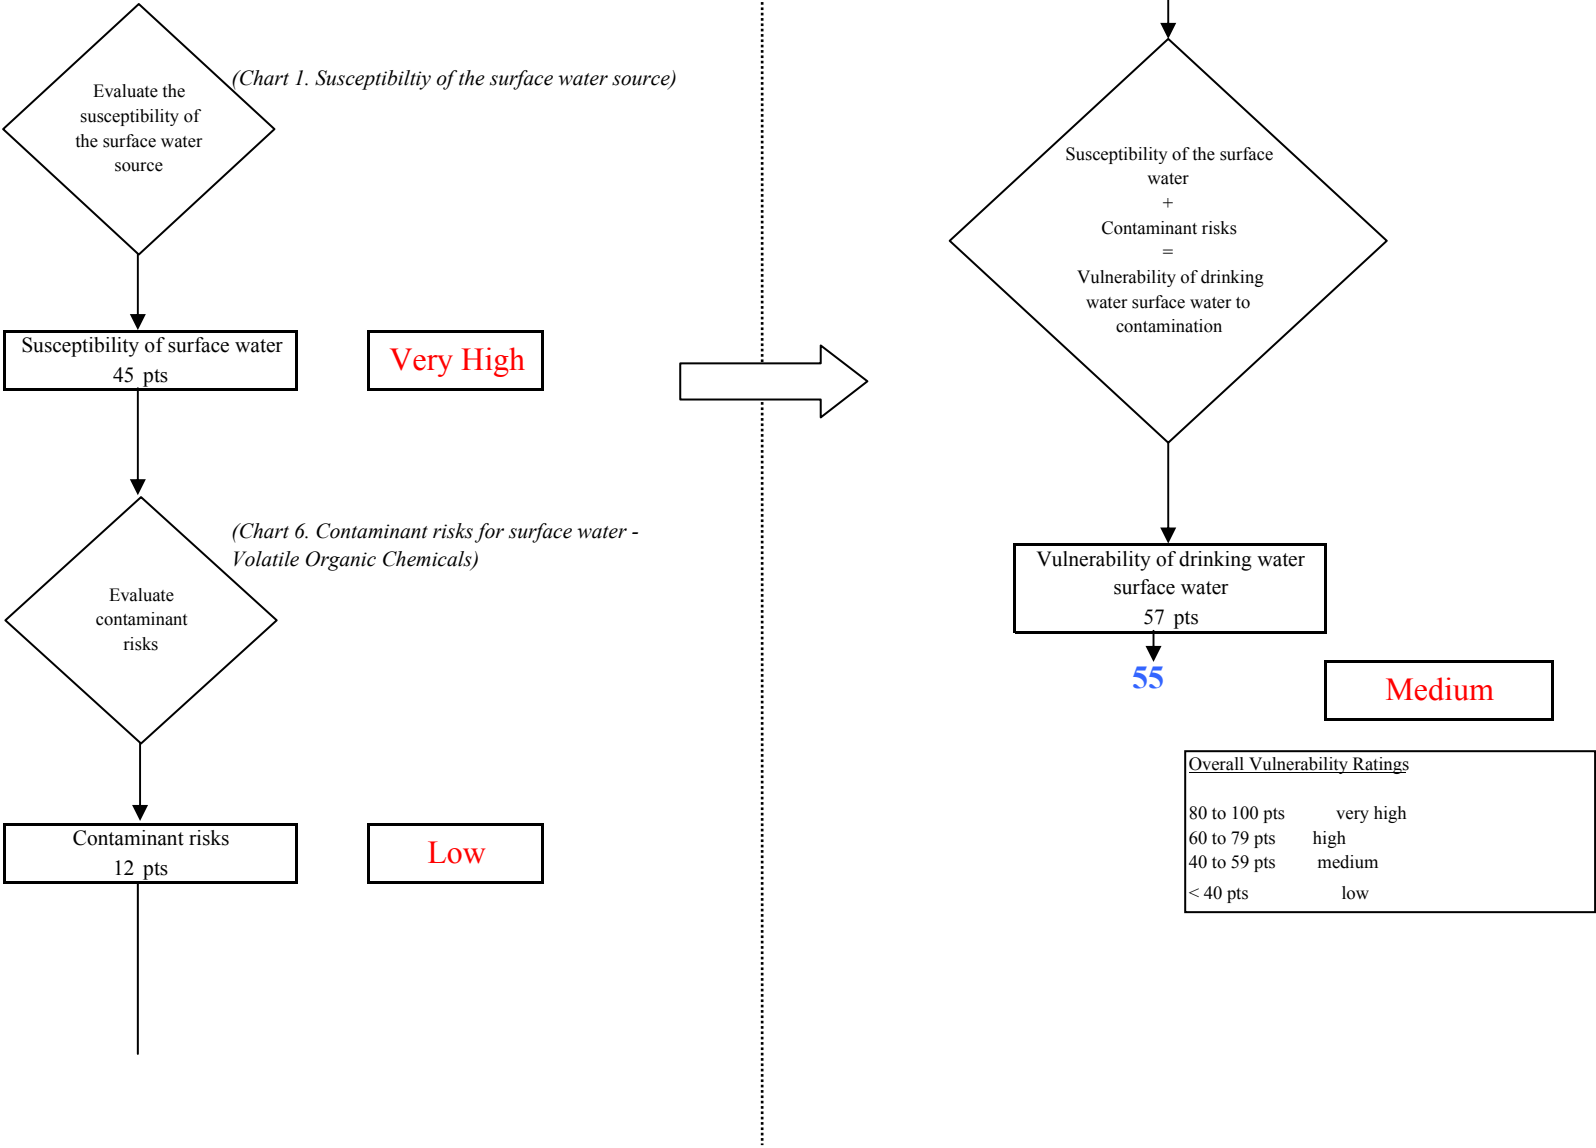 Evaluate the
susceptibility of
the surface water
source
(Chart 1. Susceptibiltiy of the surface water source)
Susceptibility of surface water
45 pts
Very High
(Chart 6. Contaminant risks for surface water -
Volatile Organic Chemicals)
Evaluate
contaminant
risks
Contaminant risks
12 pts
Low
Susceptibility of the surface
water
+
Contaminant risks
=
Vulnerability of drinking
water surface water to
contamination
Vulnerability of drinking water
surface water
57 pts
55
Medium
Overall Vulnerability Ratings
80 to 100 pts very high
60 to 79 pts high
40 to 59 pts medium
< 40 pts low